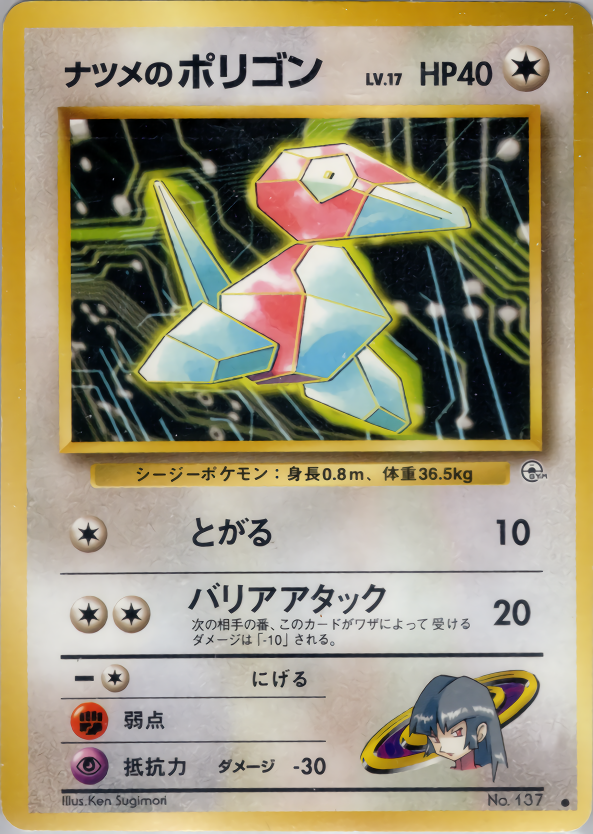 ナツメのポリゴン LV.17 HP40
シージーポケモン：身長0.8m、体重36.5kg
GYM
とがる 10
バリアアタック 20
次の相手の番、このカードがワザによって受ける
ダメージは「-10」される。
− にげる
弱点
抵抗力 ダメージ -30
Illus.Ken Sugimori No. 137